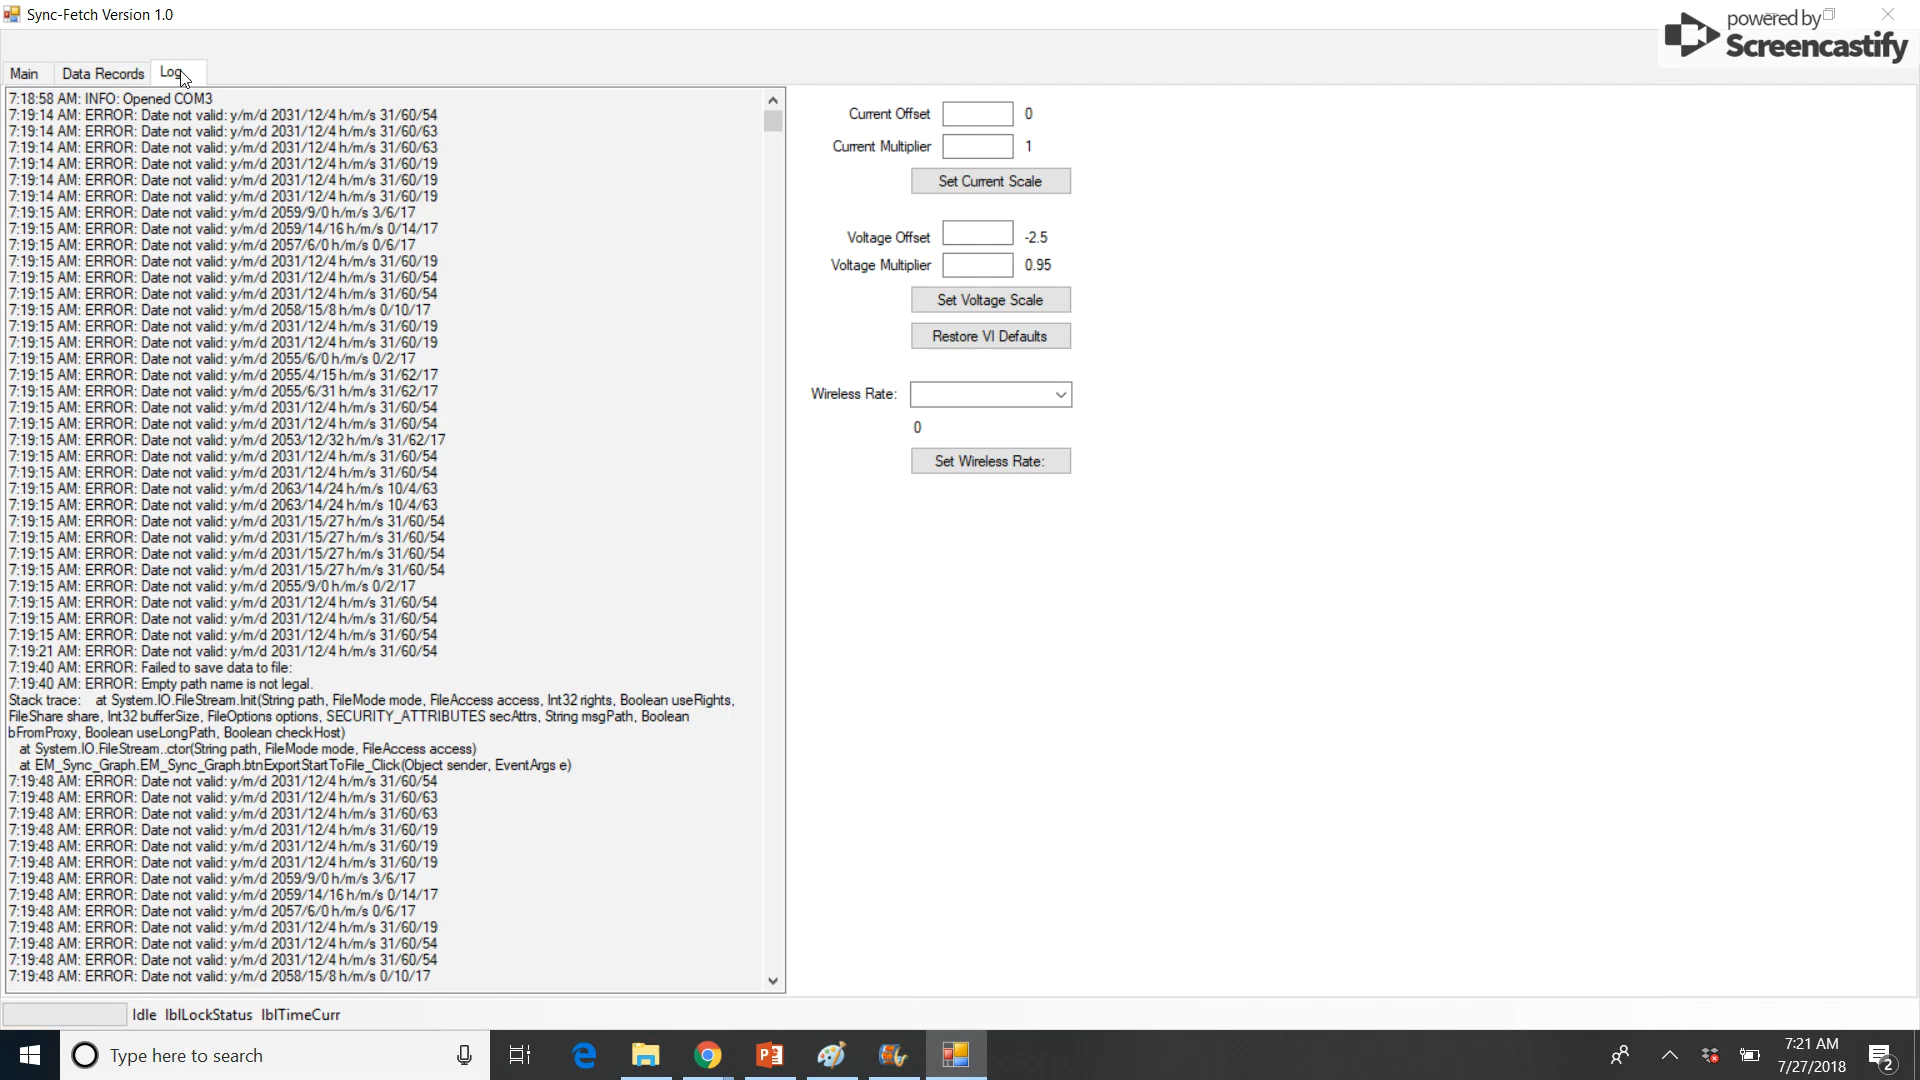 Sync-Fetch Version 1.0
powered by
Screencastify
Main Data Records Log
7:18:58 AM: INFO: Opened COM3
7:19:14 AM: ERROR: Date not valid: y/m/d 2031/12/4 h/m/s 31/60/54
7:19:14 AM: ERROR: Date not valid: y/m/d 2031/12/4 h/m/s 31/60/63
7:19:14 AM: ERROR: Date not valid: y/m/d 2031/12/4 h/m/s 31/60/63
7:19:14 AM: ERROR: Date not valid: y/m/d 2031/12/4 h/m/s 31/60/19
7:19:14 AM: ERROR: Date not valid: y/m/d 2031/12/4 h/m/s 31/60/19
7:19:14 AM: ERROR: Date not valid: y/m/d 2031/12/4 h/m/s 31/60/19
7:19:15 AM: ERROR: Date not valid: y/m/d 2059/9/0 h/m/s 3/6/17
7:19:15 AM: ERROR: Date not valid: y/m/d 2059/14/16 h/m/s 0/14/17
7:19:15 AM: ERROR: Date not valid: y/m/d 2057/6/0 h/m/s 0/6/17
7:19:15 AM: ERROR: Date not valid: y/m/d 2031/12/4 h/m/s 31/60/19
7:19:15 AM: ERROR: Date not valid: y/m/d 2031/12/4 h/m/s 31/60/54
7:19:15 AM: ERROR: Date not valid: y/m/d 2031/12/4 h/m/s 31/60/54
7:19:15 AM: ERROR: Date not valid: y/m/d 2058/15/8 h/m/s 0/10/17
7:19:15 AM: ERROR: Date not valid: y/m/d 2031/12/4 h/m/s 31/60/19
7:19:15 AM: ERROR: Date not valid: y/m/d 2031/12/4 h/m/s 31/60/19
7:19:15 AM: ERROR: Date not valid: y/m/d 2055/6/0 h/m/s 0/2/17
7:19:15 AM: ERROR: Date not valid: y/m/d 2055/4/15 h/m/s 31/62/17
7:19:15 AM: ERROR: Date not valid: y/m/d 2055/6/31 h/m/s 31/62/17
7:19:15 AM: ERROR: Date not valid: y/m/d 2031/12/4 h/m/s 31/60/54
7:19:15 AM: ERROR: Date not valid: y/m/d 2031/12/4 h/m/s 31/60/54
7:19:15 AM: ERROR: Date not valid: y/m/d 2053/12/32 h/m/s 31/62/17
7:19:15 AM: ERROR: Date not valid: y/m/d 2031/12/4 h/m/s 31/60/54
7:19:15 AM: ERROR: Date not valid: y/m/d 2031/12/4 h/m/s 31/60/54
7:19:15 AM: ERROR: Date not valid: y/m/d 2063/14/24 h/m/s 10/4/63
7:19:15 AM: ERROR: Date not valid: y/m/d 2063/14/24 h/m/s 10/4/63
7:19:15 AM: ERROR: Date not valid: y/m/d 2031/15/27 h/m/s 31/60/54
7:19:15 AM: ERROR: Date not valid: y/m/d 2031/15/27 h/m/s 31/60/54
7:19:15 AM: ERROR: Date not valid: y/m/d 2031/15/27 h/m/s 31/60/54
7:19:15 AM: ERROR: Date not valid: y/m/d 2031/15/27 h/m/s 31/60/54
7:19:15 AM: ERROR: Date not valid: y/m/d 2055/9/0 h/m/s 0/2/17
7:19:15 AM: ERROR: Date not valid: y/m/d 2031/12/4 h/m/s 31/60/54
7:19:15 AM: ERROR: Date not valid: y/m/d 2031/12/4 h/m/s 31/60/54
7:19:15 AM: ERROR: Date not valid: y/m/d 2031/12/4 h/m/s 31/60/54
7:19:21 AM: ERROR: Date not valid: y/m/d 2031/12/4 h/m/s 31/60/54
7:19:40 AM: ERROR: Failed to save data to file:
7:19:40 AM: ERROR: Empty path name is not legal.
Stack trace: at System.IO.FileStream.Init(String path, FileMode mode, FileAccess access, Int32 rights, Boolean useRights,
FileShare share, Int32 bufferSize, FileOptions options, SECURITY_ATTRIBUTES secAttrs, String msgPath, Boolean
bFromProxy, Boolean useLongPath, Boolean checkHost)
at System.IO.FileStream..ctor(String path, FileMode mode, FileAccess access)
at EM_Sync_Graph.EM_Sync_Graph.btnExportStartToFile_Click(Object sender, EventArgs e)
7:19:48 AM: ERROR: Date not valid: y/m/d 2031/12/4 h/m/s 31/60/54
7:19:48 AM: ERROR: Date not valid: y/m/d 2031/12/4 h/m/s 31/60/63
7:19:48 AM: ERROR: Date not valid: y/m/d 2031/12/4 h/m/s 31/60/63
7:19:48 AM: ERROR: Date not valid: y/m/d 2031/12/4 h/m/s 31/60/19
7:19:48 AM: ERROR: Date not valid: y/m/d 2031/12/4 h/m/s 31/60/19
7:19:48 AM: ERROR: Date not valid: y/m/d 2031/12/4 h/m/s 31/60/19
7:19:48 AM: ERROR: Date not valid: y/m/d 2059/9/0 h/m/s 3/6/17
7:19:48 AM: ERROR: Date not valid: y/m/d 2059/14/16 h/m/s 0/14/17
7:19:48 AM: ERROR: Date not valid: y/m/d 2057/6/0 h/m/s 0/6/17
7:19:48 AM: ERROR: Date not valid: y/m/d 2031/12/4 h/m/s 31/60/19
7:19:48 AM: ERROR: Date not valid: y/m/d 2031/12/4 h/m/s 31/60/54
7:19:48 AM: ERROR: Date not valid: y/m/d 2031/12/4 h/m/s 31/60/54
7:19:48 AM: ERROR: Date not valid: y/m/d 2058/15/8 h/m/s 0/10/17
Current Offset 0
Current Multiplier 1
Set Current Scale
Voltage Offset -2.5
Voltage Multiplier 0.95
Set Voltage Scale
Restore VI Defaults
Wireless Rate:
0
Set Wireless Rate:
Idle lblLockStatus lblTimeCurr
Type here to search
7:21 AM
7/27/2018
2